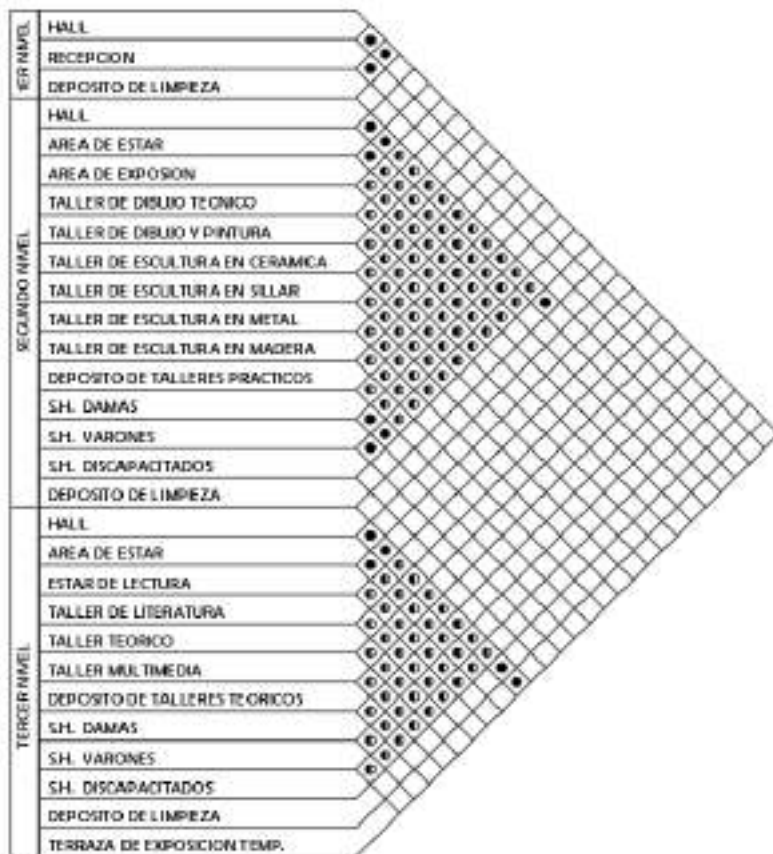 1ER NIVEL
HALL
RECEPCION
DEPOSITO DE LIMPIEZA
SEGUNDO NIVEL
HALL
AREA DE ESTAR
AREA DE EXPOSION
TALLER DE DIBUJO TECNICO
TALLER DE DIBUJO Y PINTURA
TALLER DE ESCULTURA EN CERAMICA
TALLER DE ESCULTURA EN SILLAR
TALLER DE ESCULTURA EN METAL
TALLER DE ESCULTURA EN MADERA
DEPOSITO DE TALLERES PRACTICOS
S.H. DAMAS
S.H. VARONES
S.H. DISCAPACITADOS
DEPOSITO DE LIMPIEZA
TERCER NIVEL
HALL
AREA DE ESTAR
ESTAR DE LECTURA
TALLER DE LITERATURA
TALLER TEORICO
TALLER MULTIMEDIA
DEPOSITO DE TALLERES TEORICOS
S.H. DAMAS
S.H. VARONES
S.H. DISCAPACITADOS
DEPOSITO DE LIMPIEZA
TERRAZA DE EXPOSICION TEMP.